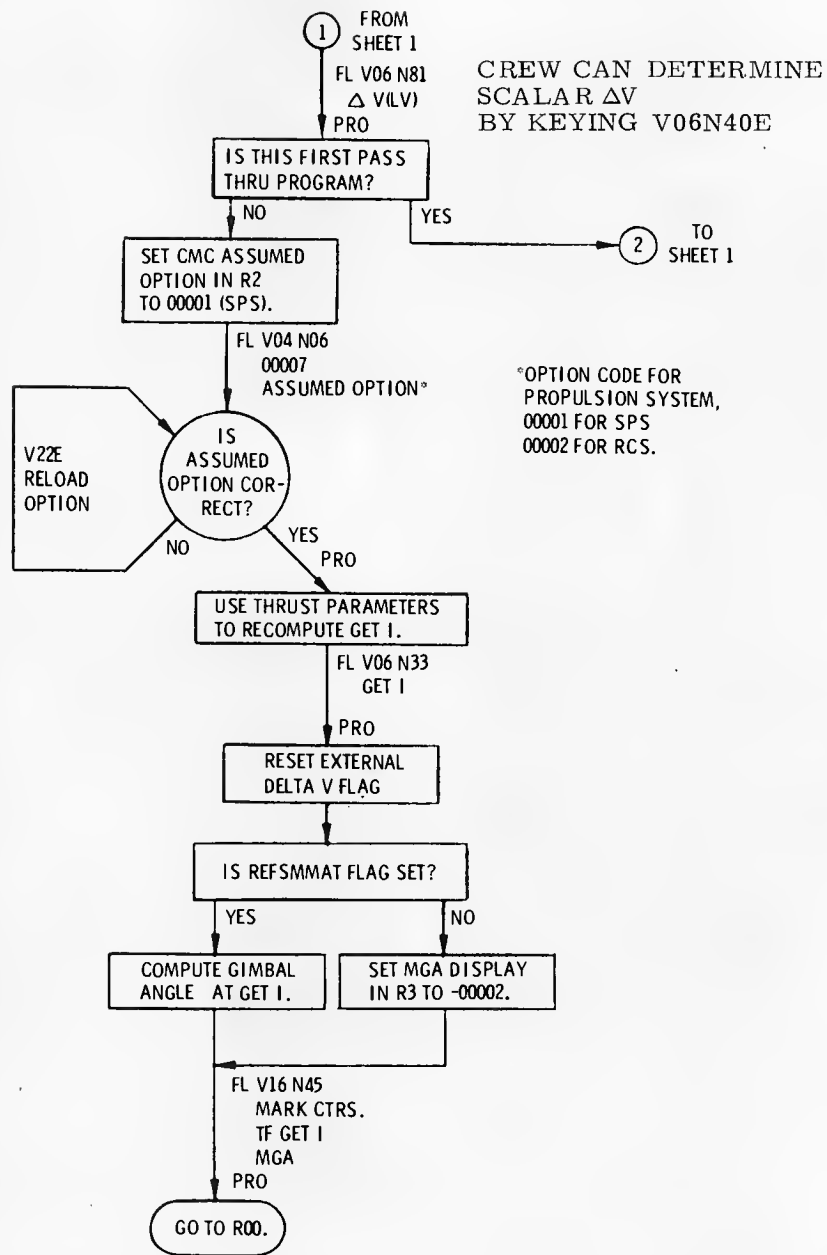 1
FROM
SHEET 1
FL V06 N81
Δ V(LV)
PRO
CREW CAN DETERMINE
SCALAR ΔV
BY KEYING V06N40E
IS THIS FIRST PASS
THRU PROGRAM?
NO
YES
2
TO
SHEET 1
SET CMC ASSUMED
OPTION IN R2
TO 00001 (SPS).
FL V04 N06
00007
ASSUMED OPTION*
*OPTION CODE FOR
PROPULSION SYSTEM,
00001 FOR SPS
00002 FOR RCS.
IS
ASSUMED
OPTION COR-
RECT?
V22E
RELOAD
OPTION
NO
YES
PRO
USE THRUST PARAMETERS
TO RECOMPUTE GET I.
FL V06 N33
GET I
PRO
RESET EXTERNAL
DELTA V FLAG
IS REFSMMAT FLAG SET?
YES
NO
COMPUTE GIMBAL
ANGLE AT GET I.
SET MGA DISPLAY
IN R3 TO -00002.
FL V16 N45
MARK CTRS.
TF GET I
MGA
PRO
GO TO R00.